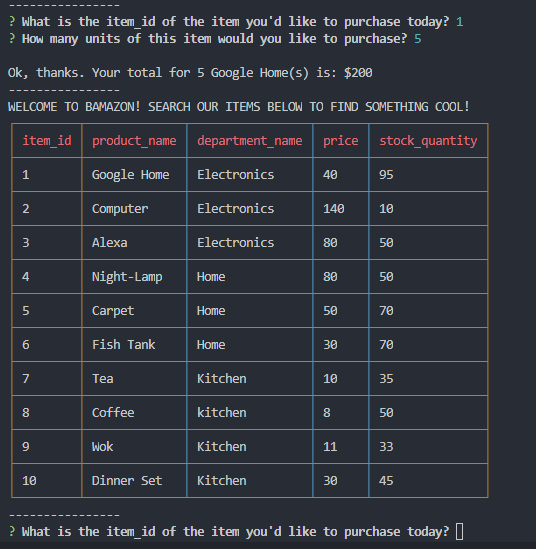 ---------------
? What is the item_id of the item you'd like to purchase today? 1
? How many units of this item would you like to purchase? 5
Ok, thanks. Your total for 5 Google Home(s) is: $200
---------------
WELCOME TO BAMAZON! SEARCH OUR ITEMS BELOW TO FIND SOMETHING COOL!
item_id product_name department_name price stock_quantity
1 Google Home Electronics 40 95
2 Computer Electronics 140 10
3 Alexa Electronics 80 50
4 Night-Lamp Home 80 50
5 Carpet Home 50 70
6 Fish Tank Home 30 70
7 Tea Kitchen 10 35
8 Coffee kitchen 8 50
9 Wok Kitchen 11 33
10 Dinner Set Kitchen 30 45
---------------
? What is the item_id of the item you'd like to purchase today?